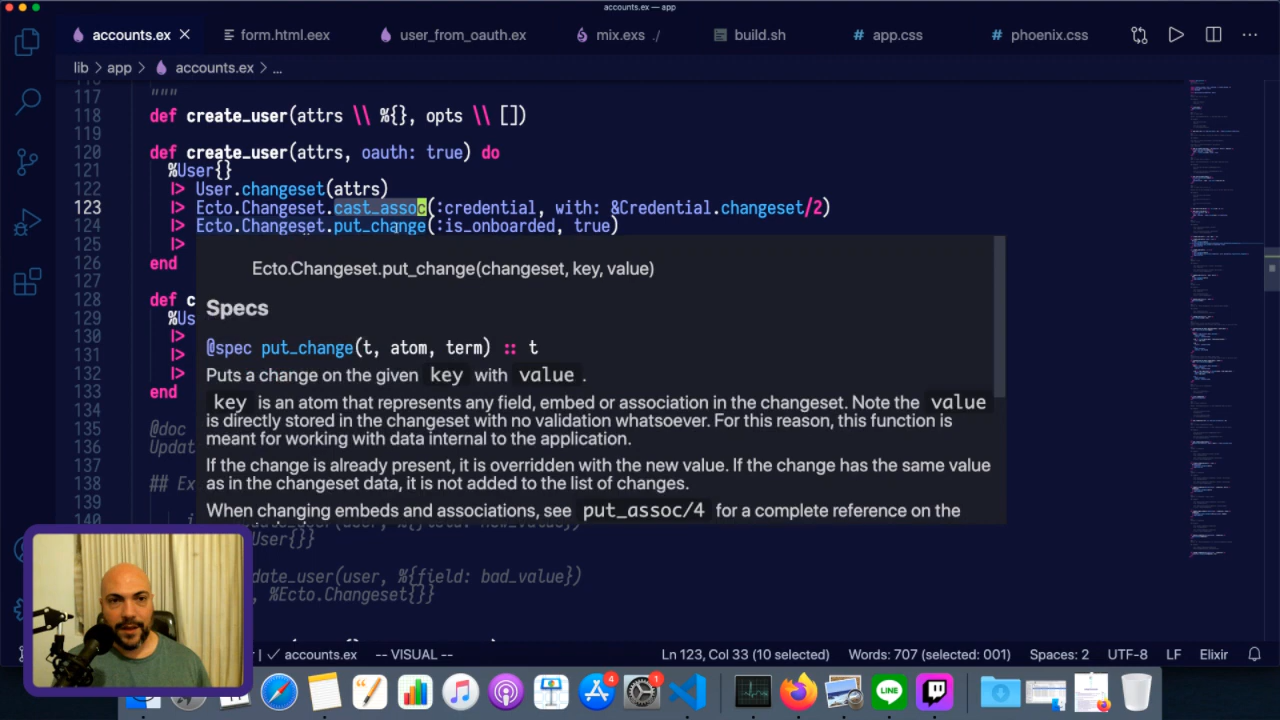 accounts.ex — app
accounts.ex
form.html.eex
user_from_oauth.ex
mix.exs ./
build.sh
# app.css
# phoenix.css
lib > app > accounts.ex > ...
117 """
118 def create_user(attrs \\ %{}, opts \\ [])
119
120 def create_user(attrs, oauth: true) do
121 %User{}
122 |> User.changeset(attrs)
123 |> Ecto.Changeset.cast_assoc(:credential, with: &Credential.changeset/2)
124 |> Ecto.Changeset.put_change(:is_onboarded, true)
125 |>
126 end
127
128 def c
129 %Us
130 |>
131 |>
132 |>
133 end
134
135 @doc
136 Updat
137
138 ## Ex
139
140
Ecto.Changeset.put_change(changeset, key, value)
Specs
@spec put_change(t, atom, term) :: t
Puts a change on the given key with value .
key is an atom that represents any field, embed or association in the changeset. Note the value
is directly stored in the changeset with no validation whatsoever. For this reason, this function is
meant for working with data internal to the application.
If the change is already present, it is overridden with the new value. If the change has the same value
as in the changeset data, it is not added to the list of changes.
When changing embeds and associations, see put_assoc/4 for a complete reference on the
User{}}
date_user(user, %{field: bad_value})
, %Ecto.Changeset{}}
accounts.ex
-- VISUAL --
Ln 123, Col 33 (10 selected)
Words: 707 (selected: 001)
Spaces: 2
UTF-8
LF
Elixir
4
1
LINE